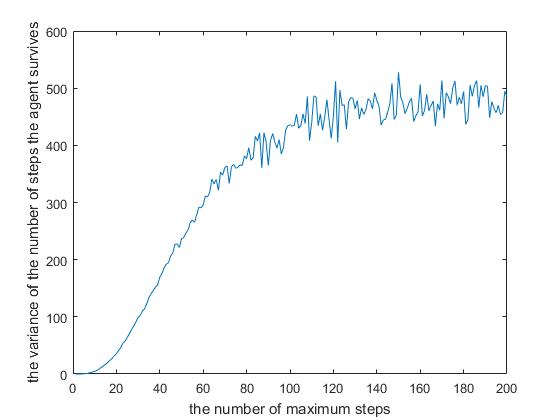 the variance of the number of steps the agent survives
600
500
400
300
200
100
0
0 20 40 60 80 100 120 140 160 180 200
the number of maximum steps